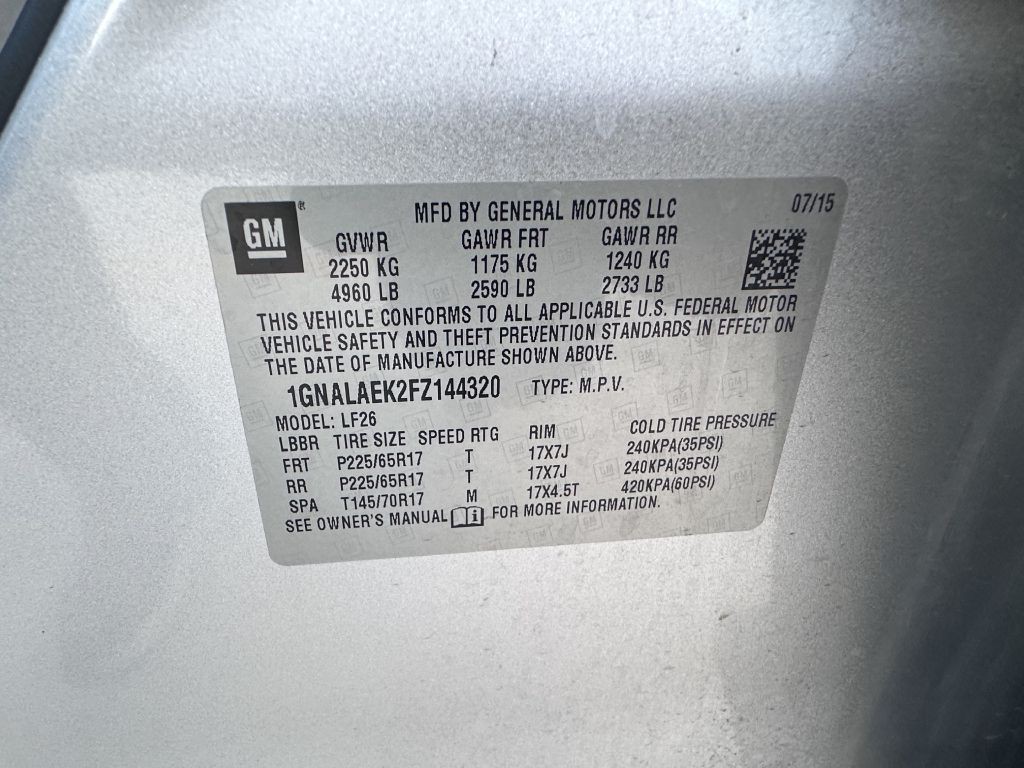 GM ® MFD BY GENERAL MOTORS LLC 07/15
GVWR GAWR FRT GAWR RR
2250 KG 1175 KG 1240 KG
4960 LB 2590 LB 2733 LB
THIS VEHICLE CONFORMS TO ALL APPLICABLE U.S. FEDERAL MOTOR
VEHICLE SAFETY AND THEFT PREVENTION STANDARDS IN EFFECT ON
THE DATE OF MANUFACTURE SHOWN ABOVE.
1GNALAEK2FZ144320 TYPE: M.P.V.
MODEL: LF26
LBBR TIRE SIZE SPEED RTG RIM COLD TIRE PRESSURE
FRT P225/65R17 T 17X7J 240KPA(35PSI)
RR P225/65R17 T 17X7J 240KPA(35PSI)
SPA T145/70R17 M 17X4.5T 420KPA(60PSI)
SEE OWNER'S MANUAL i FOR MORE INFORMATION.